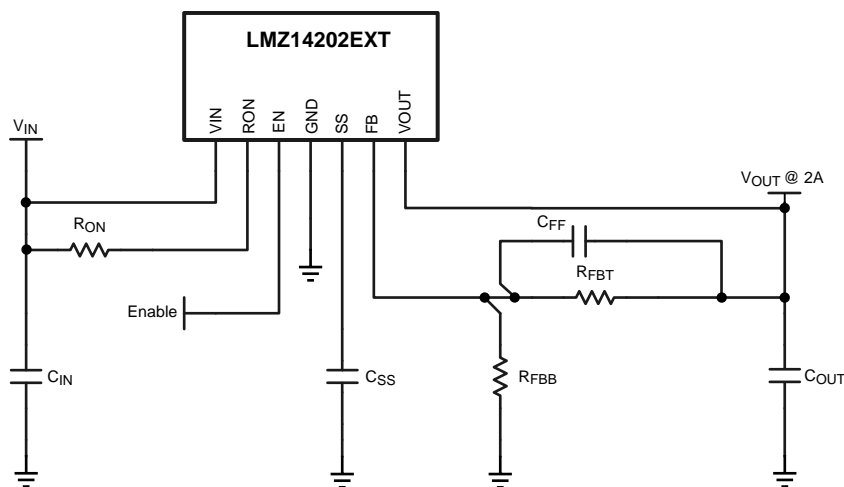 LMZ14202EXT
VIN
RON
EN
GND
SS
FB
VOUT
VIN
VOUT @ 2A
RON
CFF
RFBT
Enable
CIN
CSS
RFBB
COUT